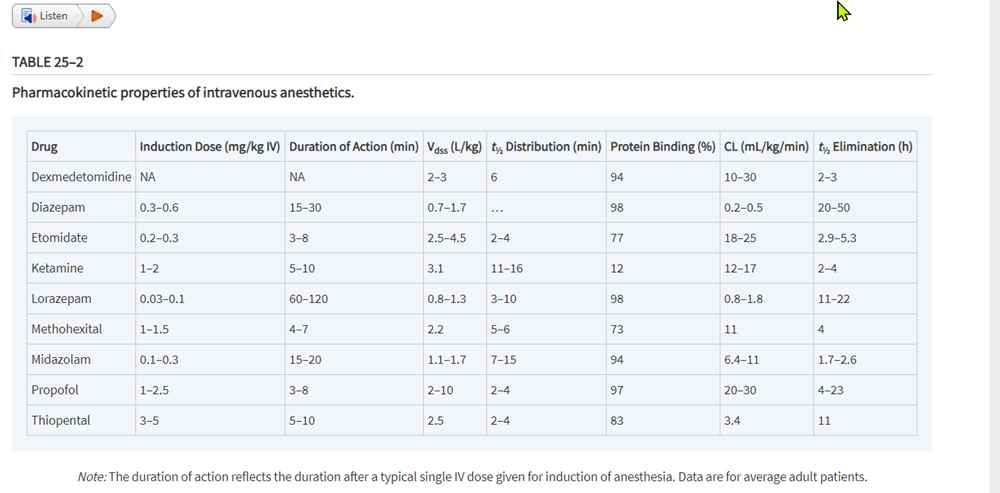 Listen
TABLE 25–2
Pharmacokinetic properties of intravenous anesthetics.
Drug Induction Dose (mg/kg IV) Duration of Action (min) Vdss (L/kg) t½ Distribution (min) Protein Binding (%) CL (mL/kg/min) t½ Elimination (h)
Dexmedetomidine NA NA 2–3 6 94 10–30 2–3
Diazepam 0.3–0.6 15–30 0.7–1.7 … 98 0.2–0.5 20–50
Etomidate 0.2–0.3 3–8 2.5–4.5 2–4 77 18–25 2.9–5.3
Ketamine 1–2 5–10 3.1 11–16 12 12–17 2–4
Lorazepam 0.03–0.1 60–120 0.8–1.3 3–10 98 0.8–1.8 11–22
Methohexital 1–1.5 4–7 2.2 5–6 73 11 4
Midazolam 0.1–0.3 15–20 1.1–1.7 7–15 94 6.4–11 1.7–2.6
Propofol 1–2.5 3–8 2–10 2–4 97 20–30 4–23
Thiopental 3–5 5–10 2.5 2–4 83 3.4 11
Note: The duration of action reflects the duration after a typical single IV dose given for induction of anesthesia. Data are for average adult patients.